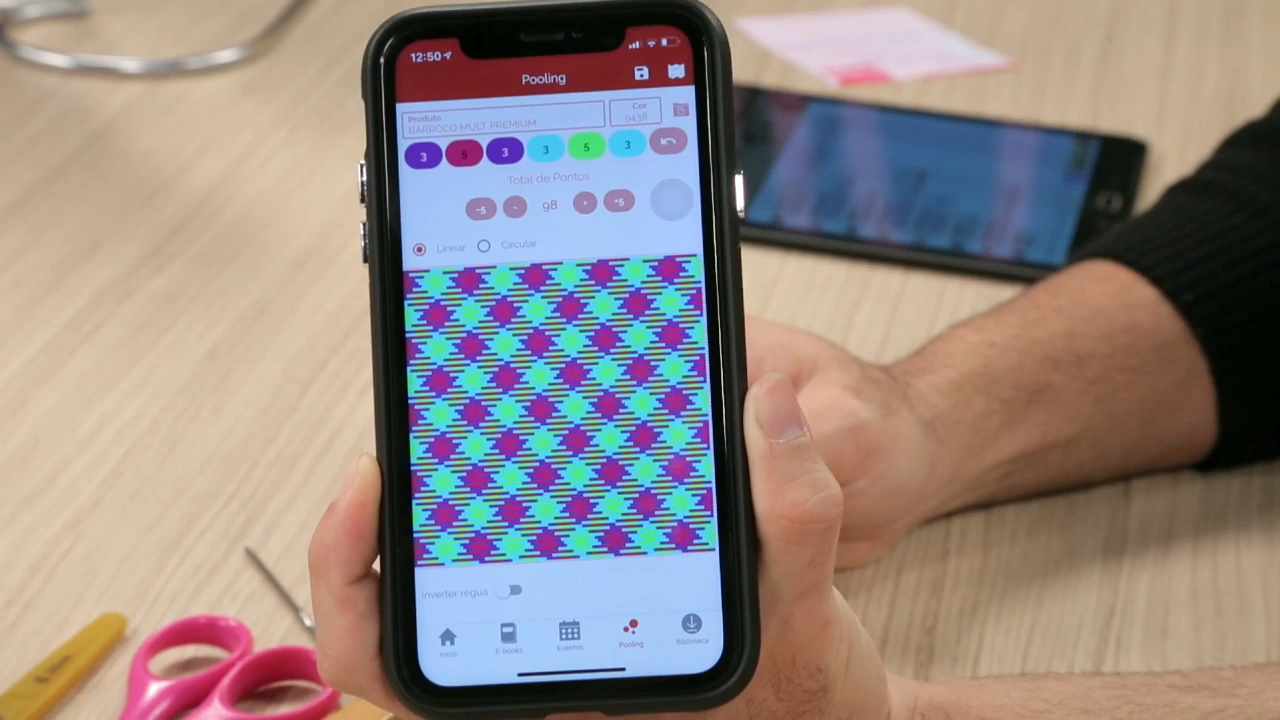 12:50
Pooling
Produto
BARROCO MULT PREMIUM
Cor
9438
3 5 3 3 5 3
Total de Pontos
-5 - 98 + +5
Linear Circular
Inverter régua
Início E-books Eventos Pooling Biblioteca